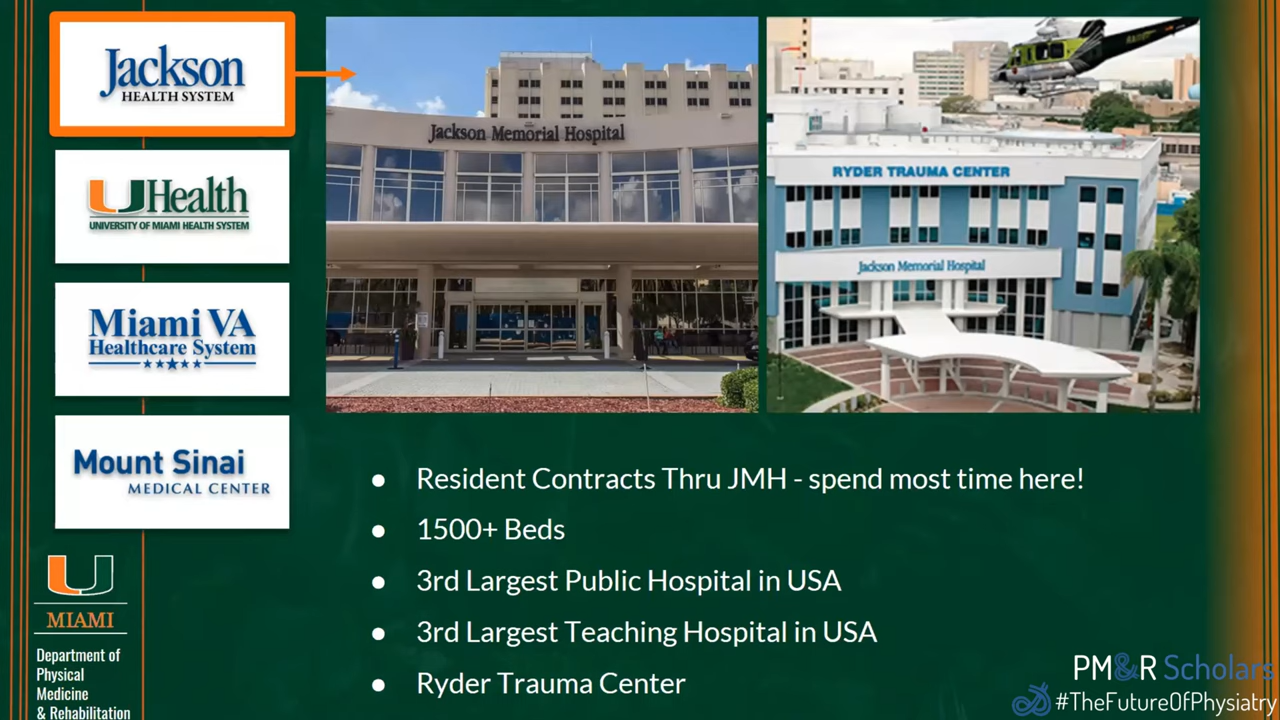 Jackson
HEALTH SYSTEM
UHealth
UNIVERSITY OF MIAMI HEALTH SYSTEM
Miami VA
Healthcare System
Mount Sinai
MEDICAL CENTER
MIAMI
Department of
Physical
Medicine
& Rehabilitation
Jackson Memorial Hospital
RYDER TRAUMA CENTER
Jackson Memorial Hospital
● Resident Contracts Thru JMH - spend most time here!
● 1500+ Beds
● 3rd Largest Public Hospital in USA
● 3rd Largest Teaching Hospital in USA
● Ryder Trauma Center
PM&R Scholars
#TheFutureOfPhysiatry